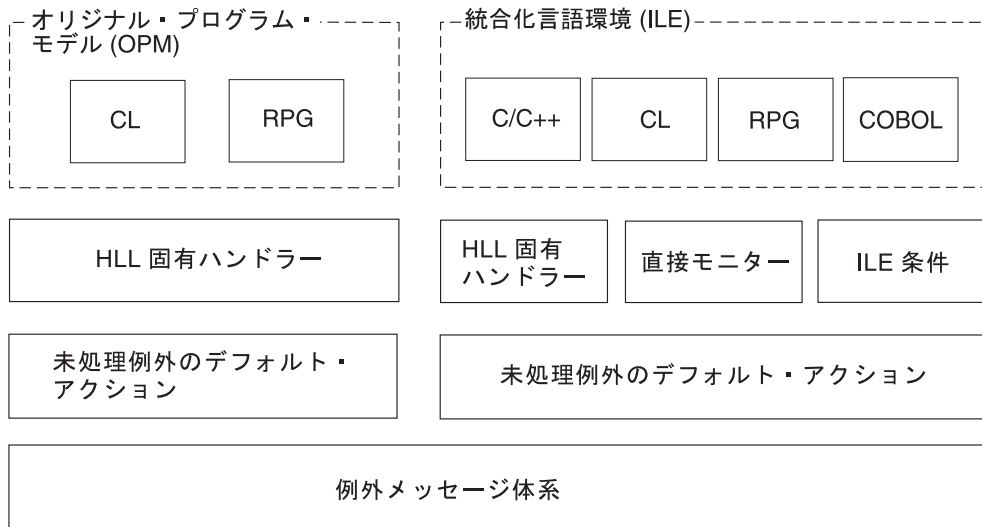 オリジナル・プログラム・
モデル (OPM)
CL
RPG
統合化言語環境 (ILE)
C/C++
CL
RPG
COBOL
HLL 固有ハンドラー
HLL 固有
ハンドラー
直接モニター
ILE 条件
未処理例外のデフォルト・
アクション
未処理例外のデフォルト・アクション
例外メッセージ体系